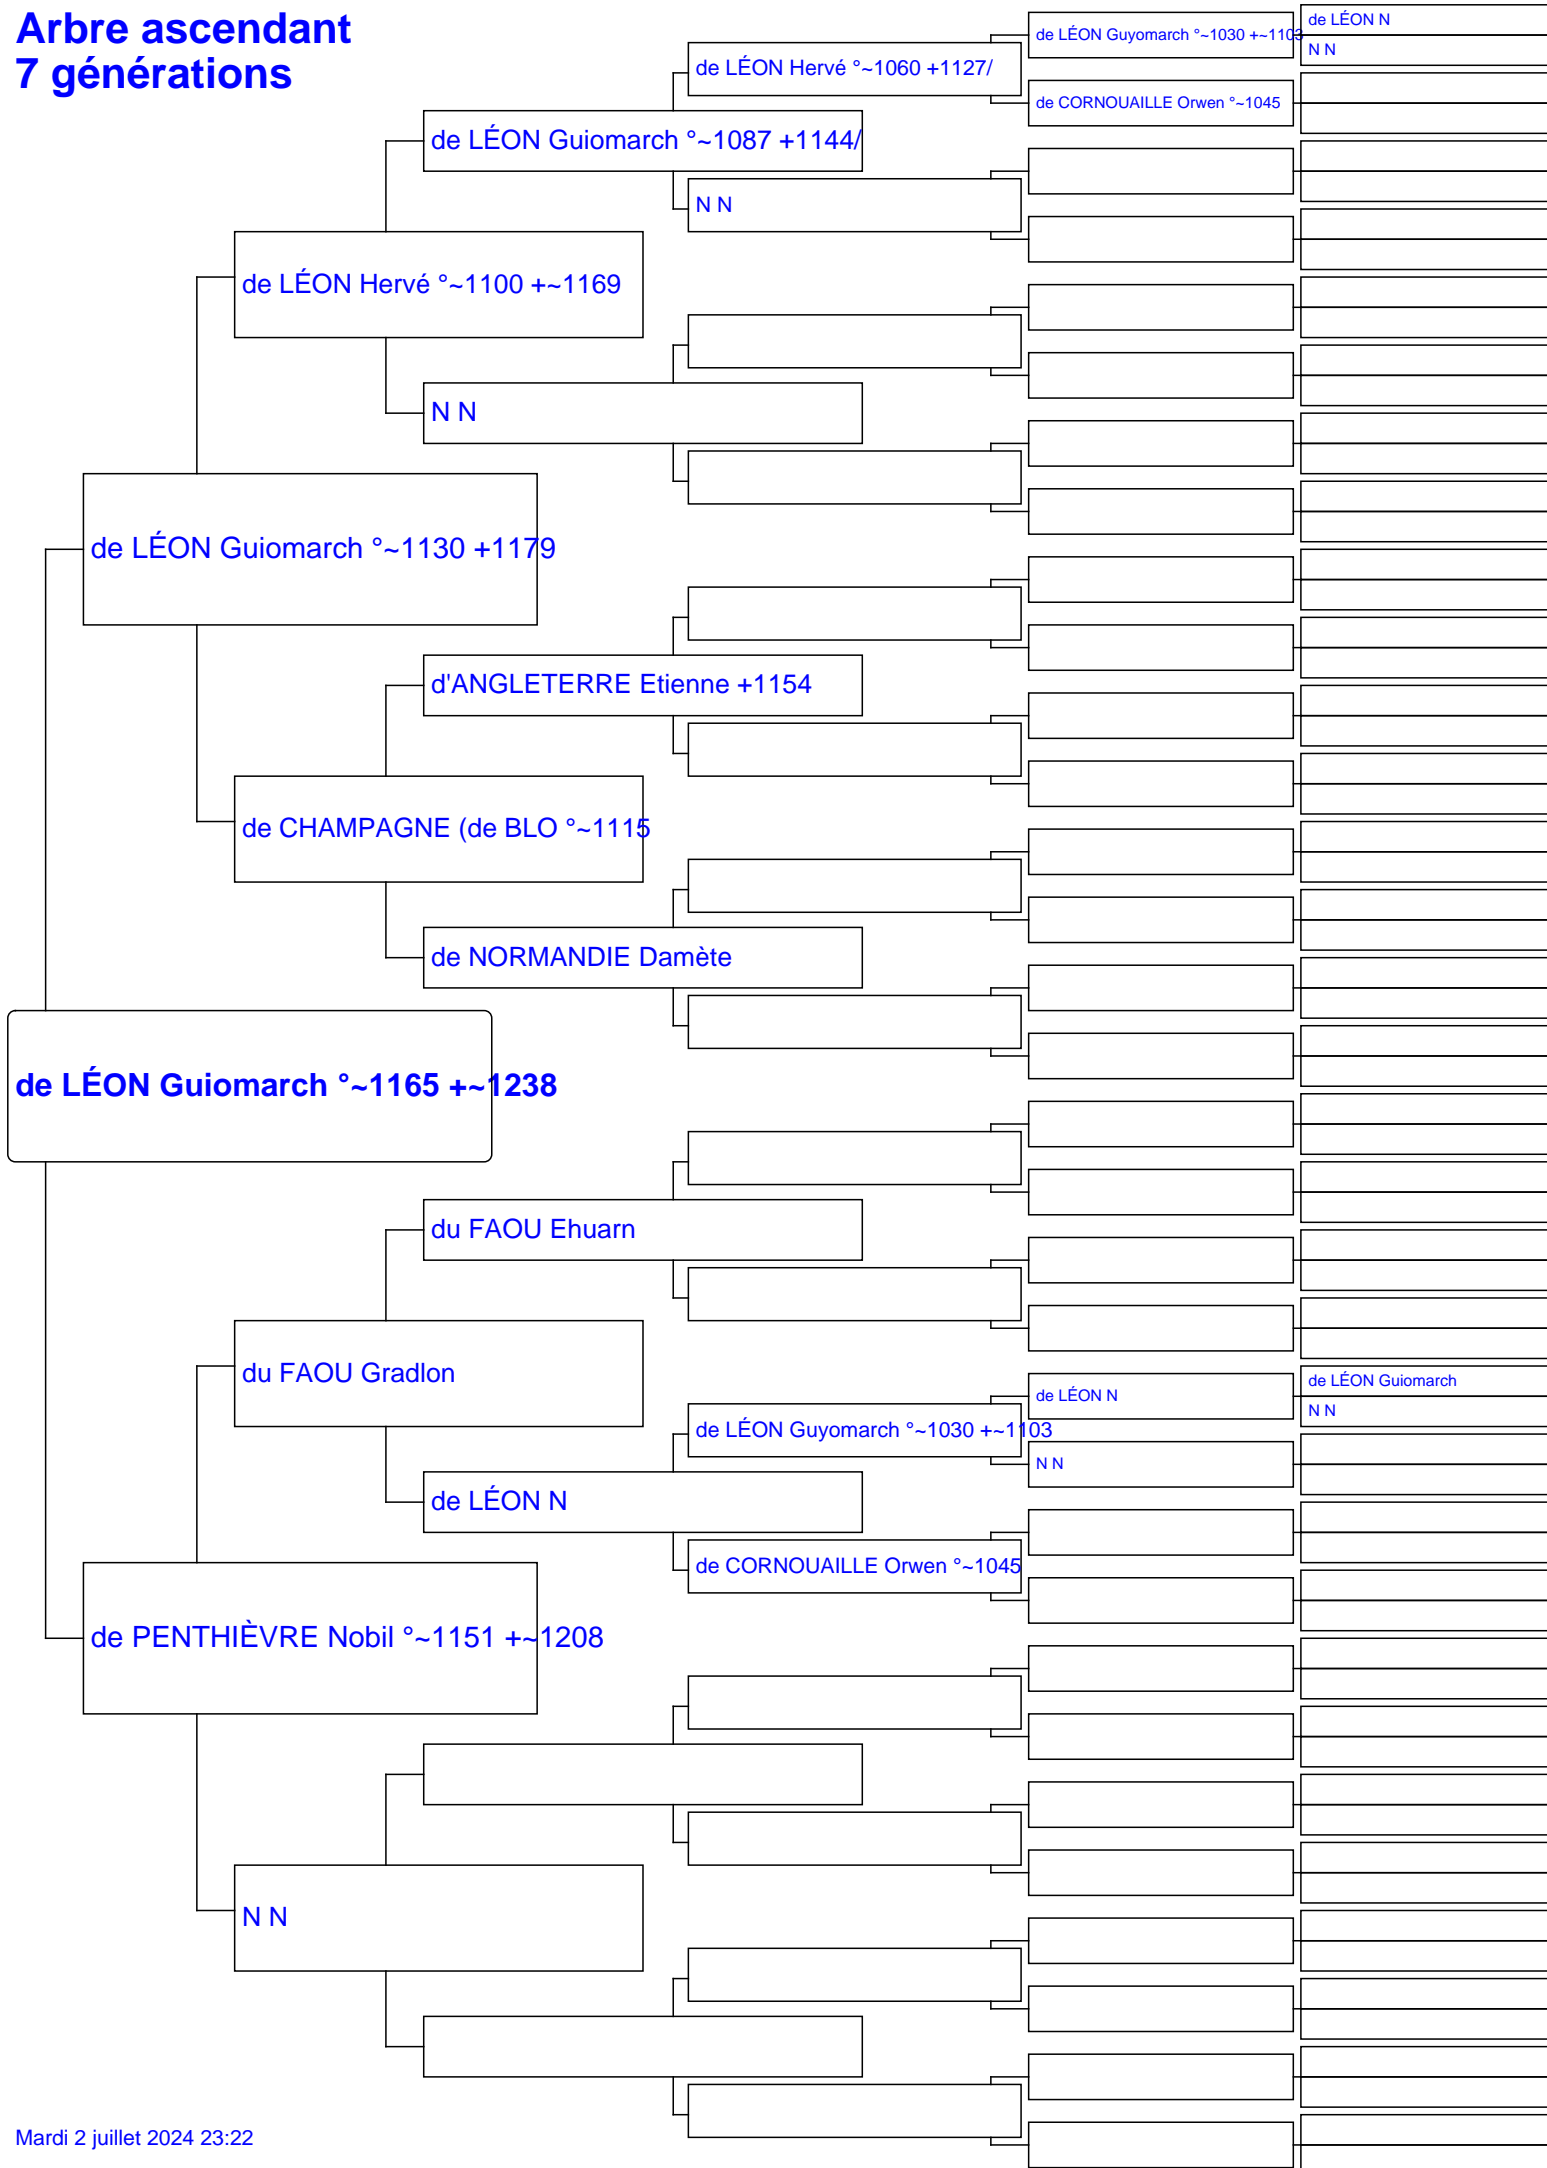 Arbre ascendant
7 générations
de LÉON Guyomarch °~1030 +~1103
de LÉON N
N N
de LÉON Hervé °~1060 +1127/
de CORNOUAILLE Orwen °~1045
de LÉON Guiomarch °~1087 +1144/
N N
de LÉON Hervé °~1100 +~1169
N N
de LÉON Guiomarch °~1130 +1179
d'ANGLETERRE Etienne +1154
de CHAMPAGNE (de BLO °~1115
de NORMANDIE Damète
de LÉON Guiomarch °~1165 +~1238
du FAOU Ehuarn
du FAOU Gradlon
de LÉON N
de LÉON Guiomarch
N N
de LÉON Guyomarch °~1030 +~1103
N N
de LÉON N
de CORNOUAILLE Orwen °~1045
de PENTHIÈVRE Nobil °~1151 +~1208
N N
Mardi 2 juillet 2024 23:22